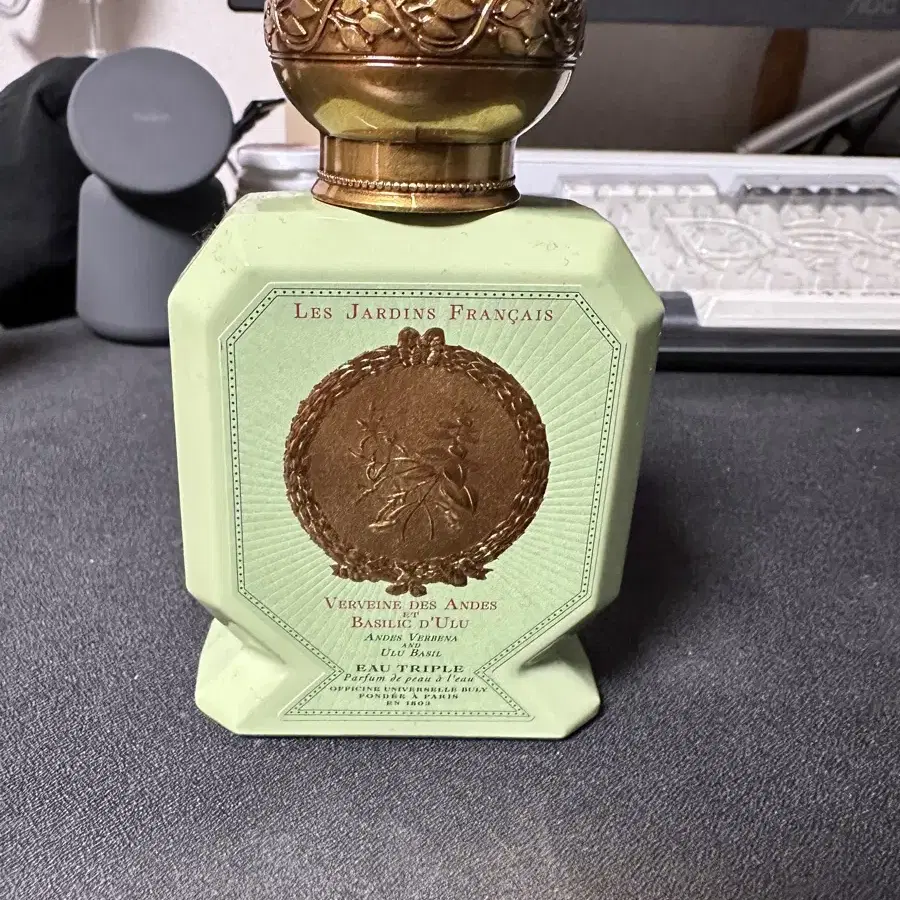 AOC
Les Jardins Français
Verveine des Andes
et
Basilic d'Ulu
Andes Verbena
and
Ulu Basil
EAU TRIPLE
Parfum de peau à l'eau
OFFICINE UNIVERSELLE BULY
FONDÉE À PARIS
EN 1803